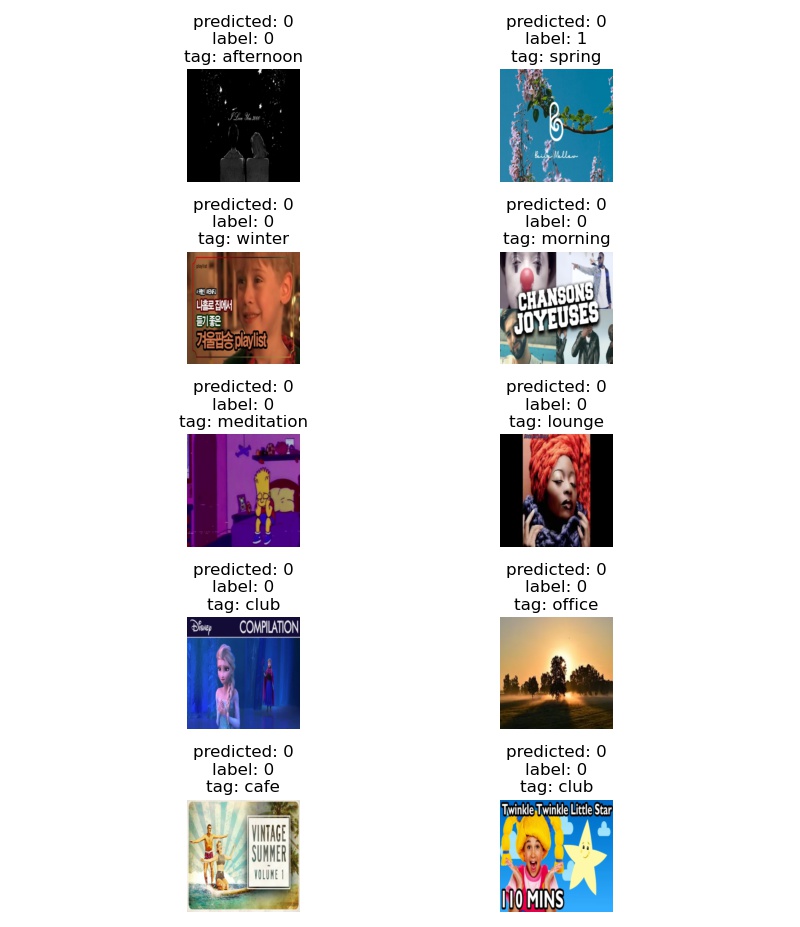 predicted: 0
label: 0
tag: afternoon
I Love You 3000
predicted: 0
label: 1
tag: spring
predicted: 0
label: 0
tag: winter
나홀로 집에서
듣기 좋은
겨울팝송 playlist
predicted: 0
label: 0
tag: morning
CHANSONS
JOYEUSES
predicted: 0
label: 0
tag: meditation
predicted: 0
label: 0
tag: lounge
predicted: 0
label: 0
tag: club
Disney COMPILATION
predicted: 0
label: 0
tag: office
predicted: 0
label: 0
tag: cafe
VINTAGE
SUMMER
VOLUME 1
predicted: 0
label: 0
tag: club
Twinkle Twinkle Little Star
110 MINS